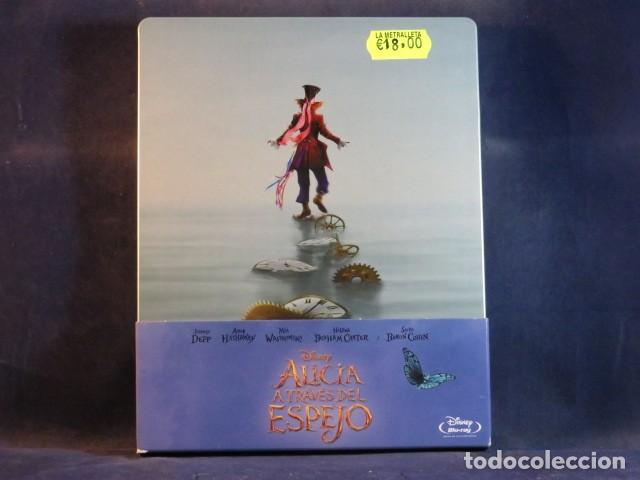 LA METRALLETA
€18,00
JOHNNY DEPP ANNE HATHAWAY MIA WASIKOWSKA HELENA BONHAM CARTER Y SACHA BARON COHEN
Disney
ALICIA
A TRAVÉS DEL
ESPEJO
Disney
Blu-ray
todocoleccion